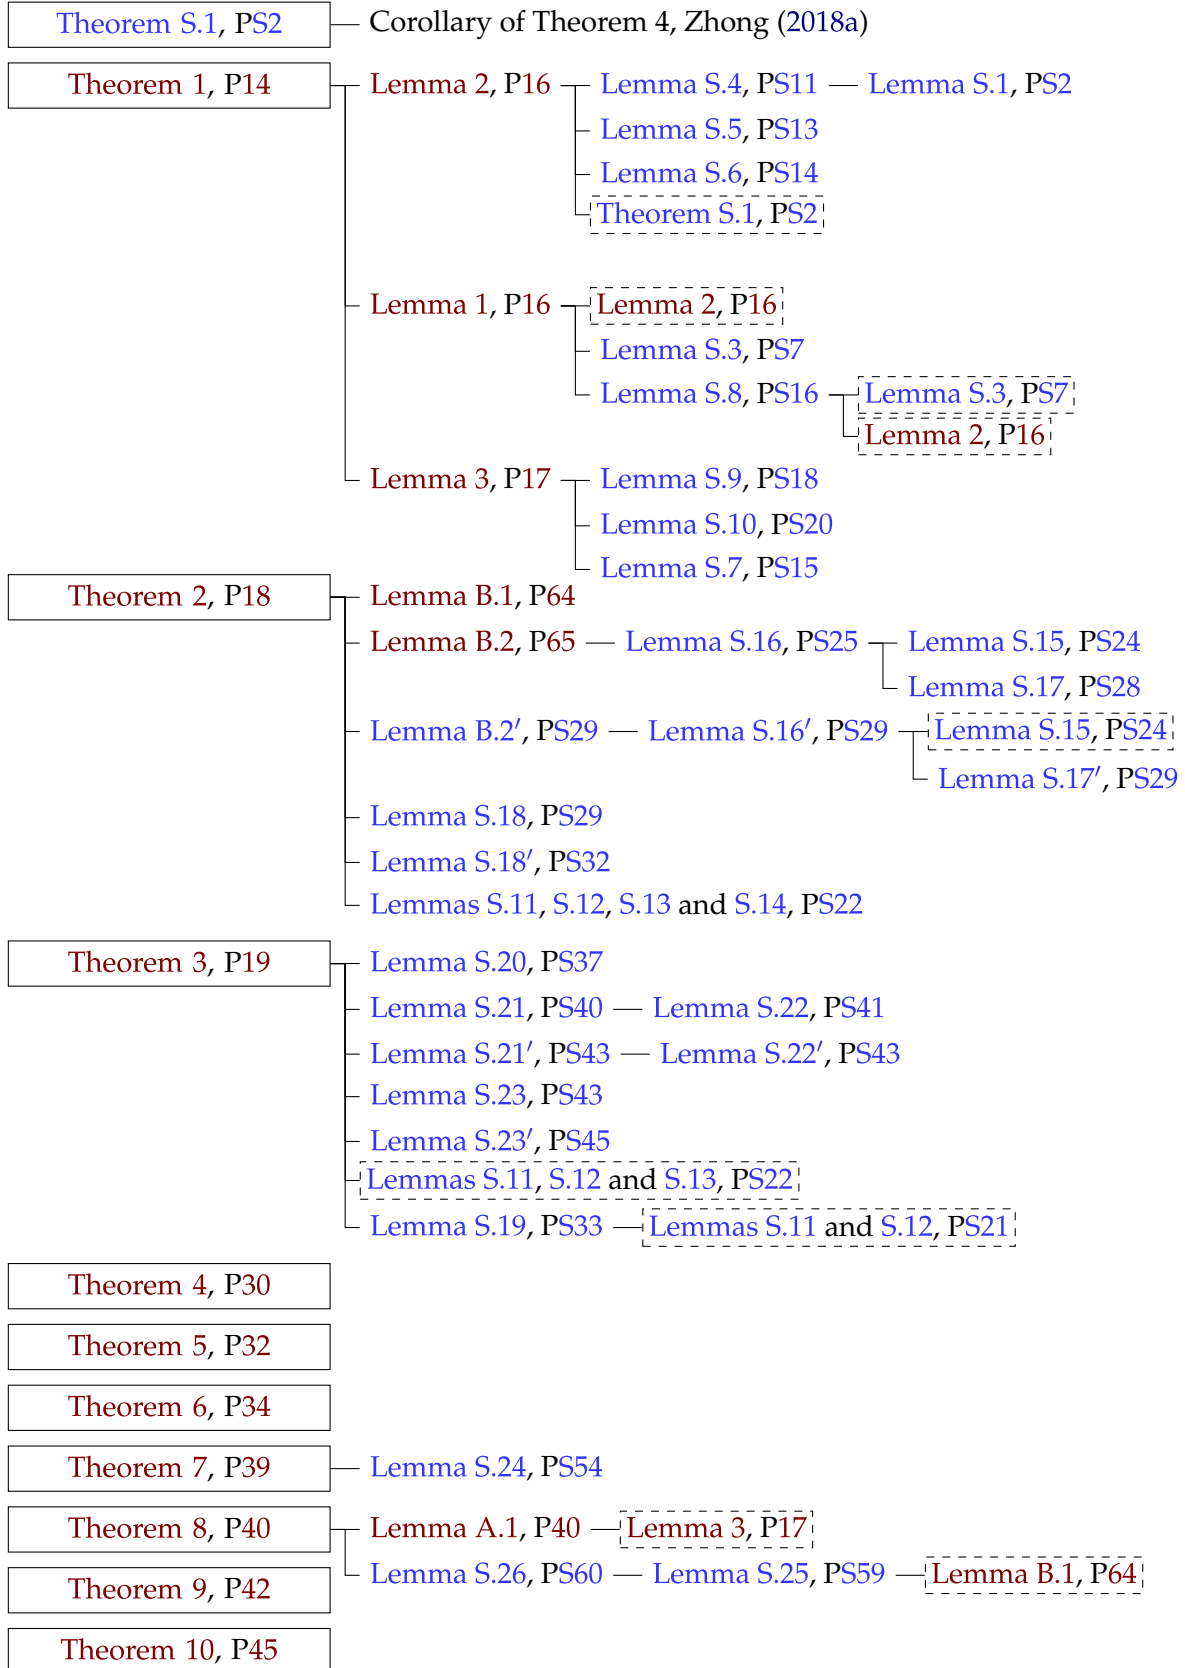 Theorem S.1, PS2 Corollary of Theorem 4, Zhong (2018a)
Theorem 1, P14 Lemma 2, P16 Lemma S.4, PS11 Lemma S.1, PS2
Lemma S.5, PS13
Lemma S.6, PS14
Theorem S.1, PS2
Lemma 1, P16 Lemma 2, P16
Lemma S.3, PS7
Lemma S.8, PS16 Lemma S.3, PS7
Lemma 2, P16
Lemma 3, P17 Lemma S.9, PS18
Lemma S.10, PS20
Lemma S.7, PS15
Theorem 2, P18 Lemma B.1, P64
Lemma B.2, P65 Lemma S.16, PS25 Lemma S.15, PS24
Lemma S.17, PS28
Lemma B.2′, PS29 Lemma S.16′, PS29 Lemma S.15, PS24
Lemma S.17′, PS29
Lemma S.18, PS29
Lemma S.18′, PS32
Lemmas S.11, S.12, S.13 and S.14, PS22
Theorem 3, P19 Lemma S.20, PS37
Lemma S.21, PS40 Lemma S.22, PS41
Lemma S.21′, PS43 Lemma S.22′, PS43
Lemma S.23, PS43
Lemma S.23′, PS45
Lemmas S.11, S.12 and S.13, PS22
Lemma S.19, PS33 Lemmas S.11 and S.12, PS21
Theorem 4, P30
Theorem 5, P32
Theorem 6, P34
Theorem 7, P39 Lemma S.24, PS54
Theorem 8, P40 Lemma A.1, P40 Lemma 3, P17
Lemma S.26, PS60 Lemma S.25, PS59 Lemma B.1, P64
Theorem 9, P42
Theorem 10, P45